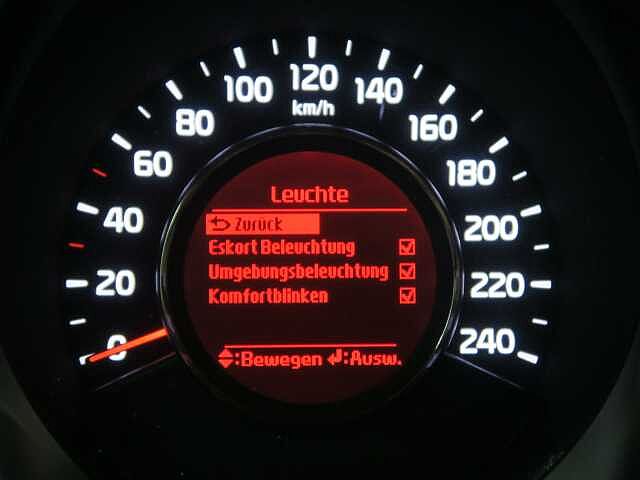 0
20
40
60
80
100
120
140
160
180
200
220
240
km/h
Leuchte
Zurück
Eskort Beleuchtung
Umgebungsbeleuchtung
Komfortblinken
:Bewegen :Ausw.